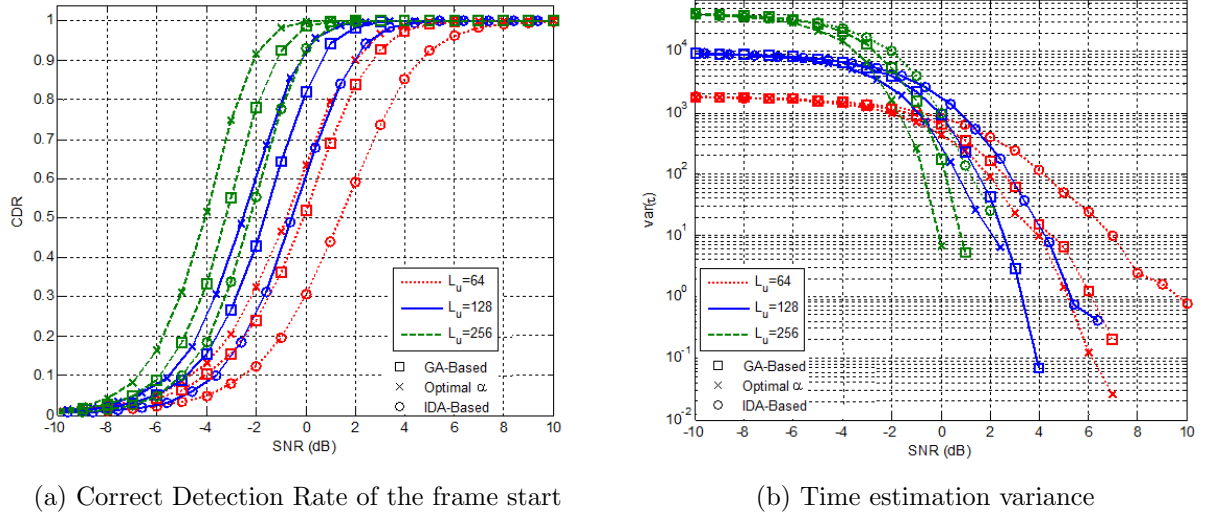 CDR
1
0.9
0.8
0.7
0.6
0.5
0.4
0.3
0.2
0.1
0
-10 -8 -6 -4 -2 0 2 4 6 8 10
SNR (dB)
L_u=64
L_u=128
L_u=256
GA-Based
Optimal α
IDA-Based
(a) Correct Detection Rate of the frame start
var(τ)
10^4
10^3
10^2
10^1
10^0
10^-1
10^-2
-10 -8 -6 -4 -2 0 2 4 6 8 10
SNR (dB)
L_u=64
L_u=128
L_u=256
GA-Based
Optimal α
IDA-Based
(b) Time estimation variance